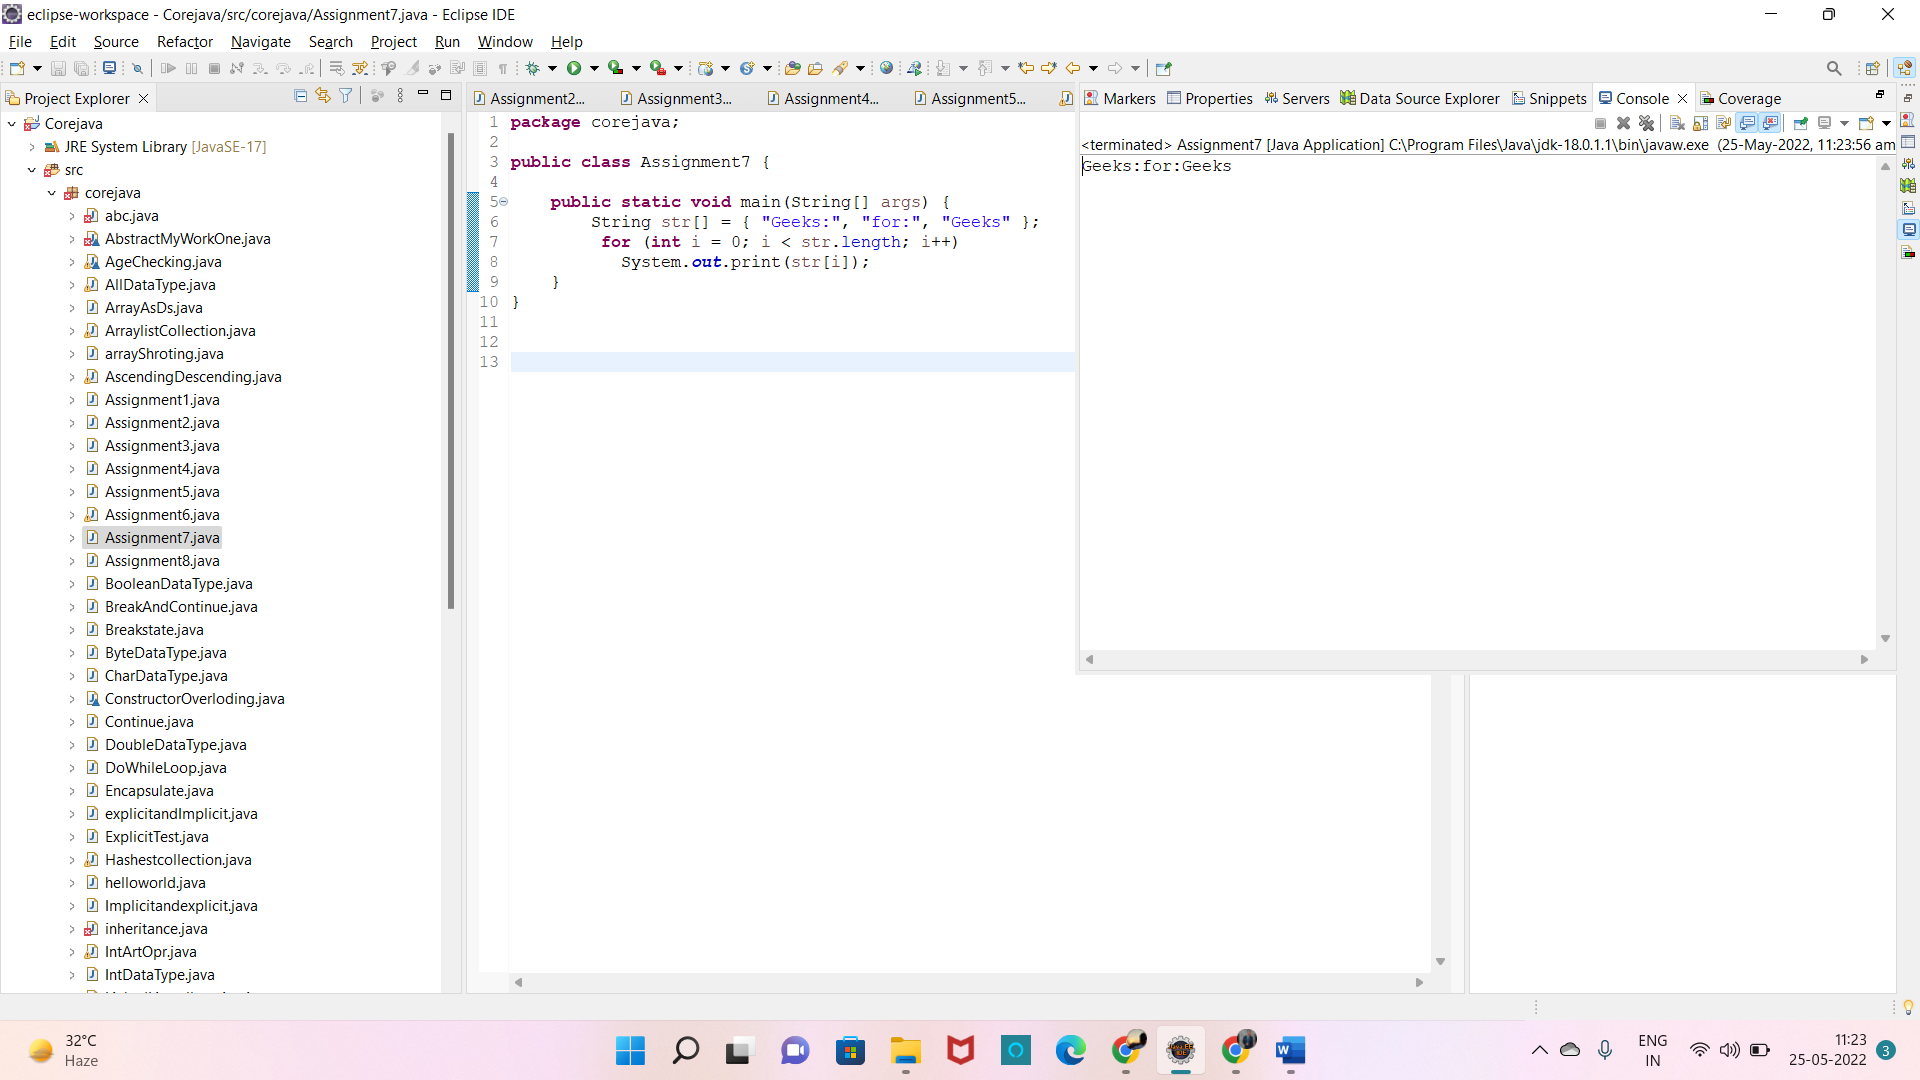 eclipse-workspace - Corejava/src/corejava/Assignment7.java - Eclipse IDE
File Edit Source Refactor Navigate Search Project Run Window Help
Project Explorer
Corejava
JRE System Library [JavaSE-17]
src
corejava
abc.java
AbstractMyWorkOne.java
AgeChecking.java
AllDataType.java
ArrayAsDs.java
ArraylistCollection.java
arrayShroting.java
AscendingDescending.java
Assignment1.java
Assignment2.java
Assignment3.java
Assignment4.java
Assignment5.java
Assignment6.java
Assignment7.java
Assignment8.java
BooleanDataType.java
BreakAndContinue.java
Breakstate.java
ByteDataType.java
CharDataType.java
ConstructorOverloding.java
Continue.java
DoubleDataType.java
DoWhileLoop.java
Encapsulate.java
explicitandImplicit.java
ExplicitTest.java
Hashestcollection.java
helloworld.java
Implicitandexplicit.java
inheritance.java
IntArtOpr.java
IntDataType.java
Assignment2... Assignment3... Assignment4... Assignment5...
1 package corejava;
2
3 public class Assignment7 {
4
5 public static void main(String[] args) {
6 String str[] = { "Geeks:", "for:", "Geeks" };
7 for (int i = 0; i < str.length; i++)
8 System.out.print(str[i]);
9 }
10 }
11
12
13
Markers Properties Servers Data Source Explorer Snippets Console Coverage
<terminated> Assignment7 [Java Application] C:\Program Files\Java\jdk-18.0.1.1\bin\javaw.exe (25-May-2022, 11:23:56 am
Geeks:for:Geeks
32°C
Haze
ENG
IN
11:23
25-05-2022
3